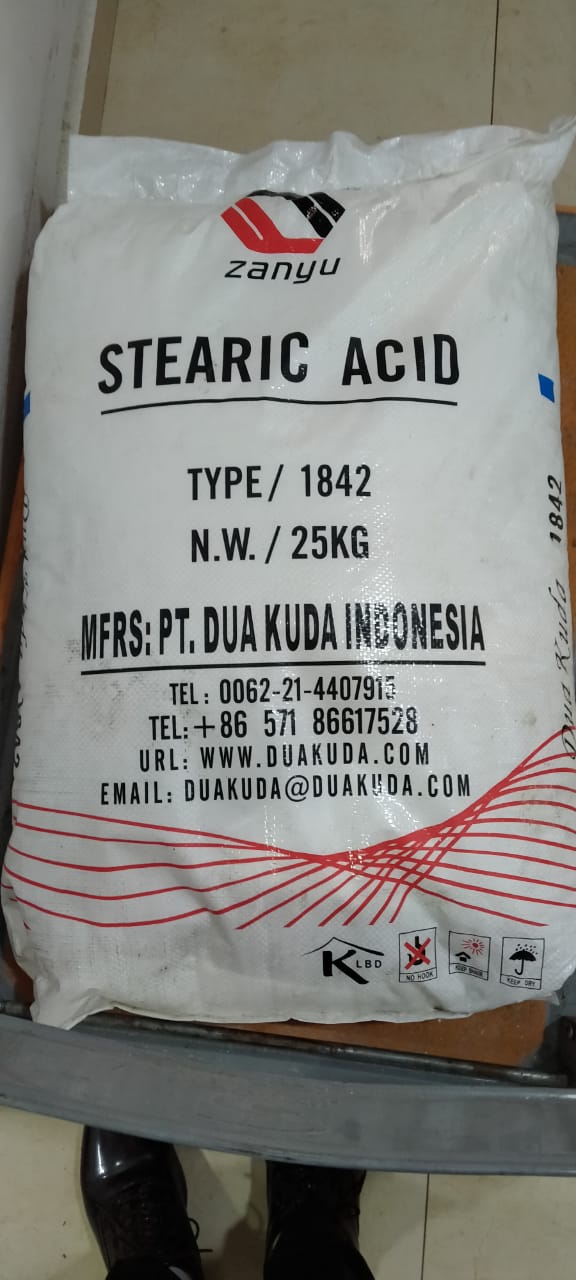 zanyu
STEARIC ACID
TYPE/ 1842
N.W./ 25KG
MFRS: PT. DUA KUDA INDONESIA
TEL: 0062-21-4407915
TEL:+86 571 86617528
URL: WWW.DUAKUDA.COM
EMAIL: DUAKUDA@DUAKUDA.COM
K LBD
NO HOOK
KEEP DRY
Dua Kuda 1842